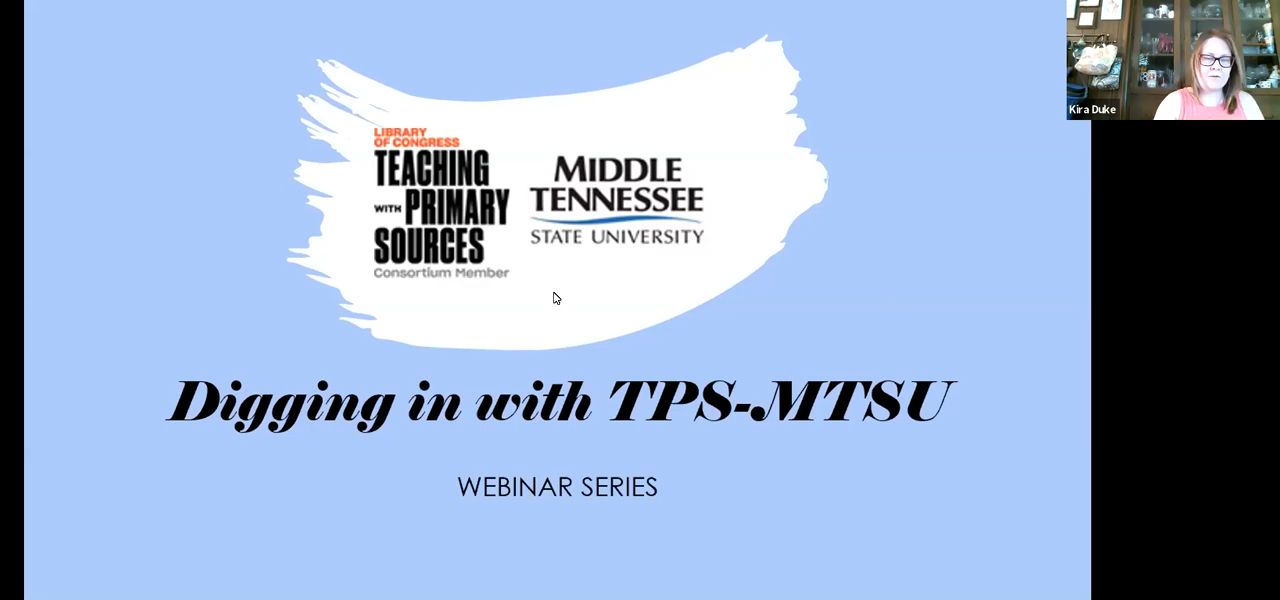 LIBRARY
OF CONGRESS
TEACHING
WITH PRIMARY
SOURCES
Consortium Member
MIDDLE
TENNESSEE
STATE UNIVERSITY
Digging in with TPS-MTSU
WEBINAR SERIES
Kira Duke